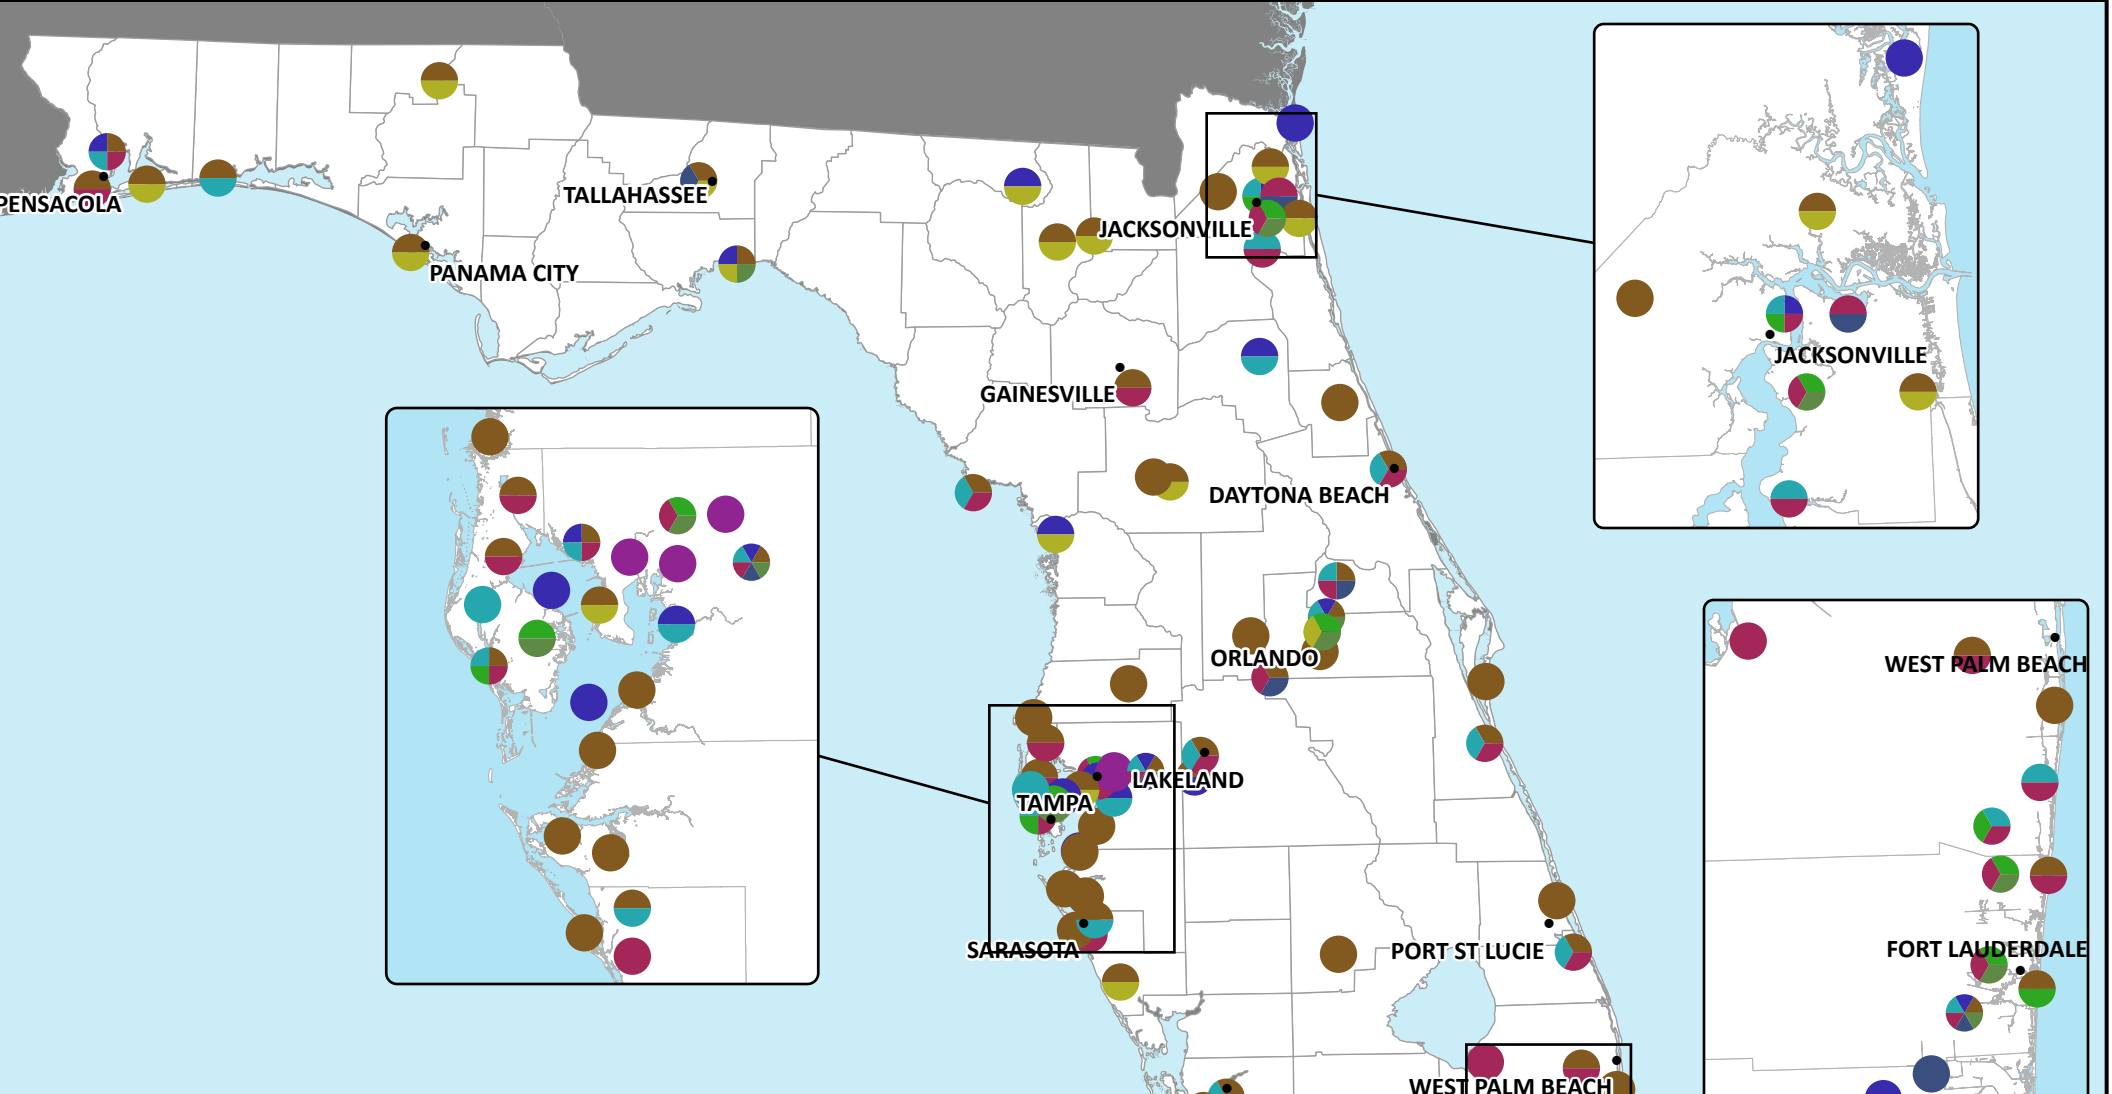 TALLAHASSEE
PENSACOLA
JACKSONVILLE
PANAMA CITY
JACKSONVILLE
GAINESVILLE
DAYTONA BEACH
ORLANDO
WEST PALM BEACH
LAKELAND
TAMPA
SARASOTA
PORT ST LUCIE
FORT LAUDERDALE
WEST PALM BEACH